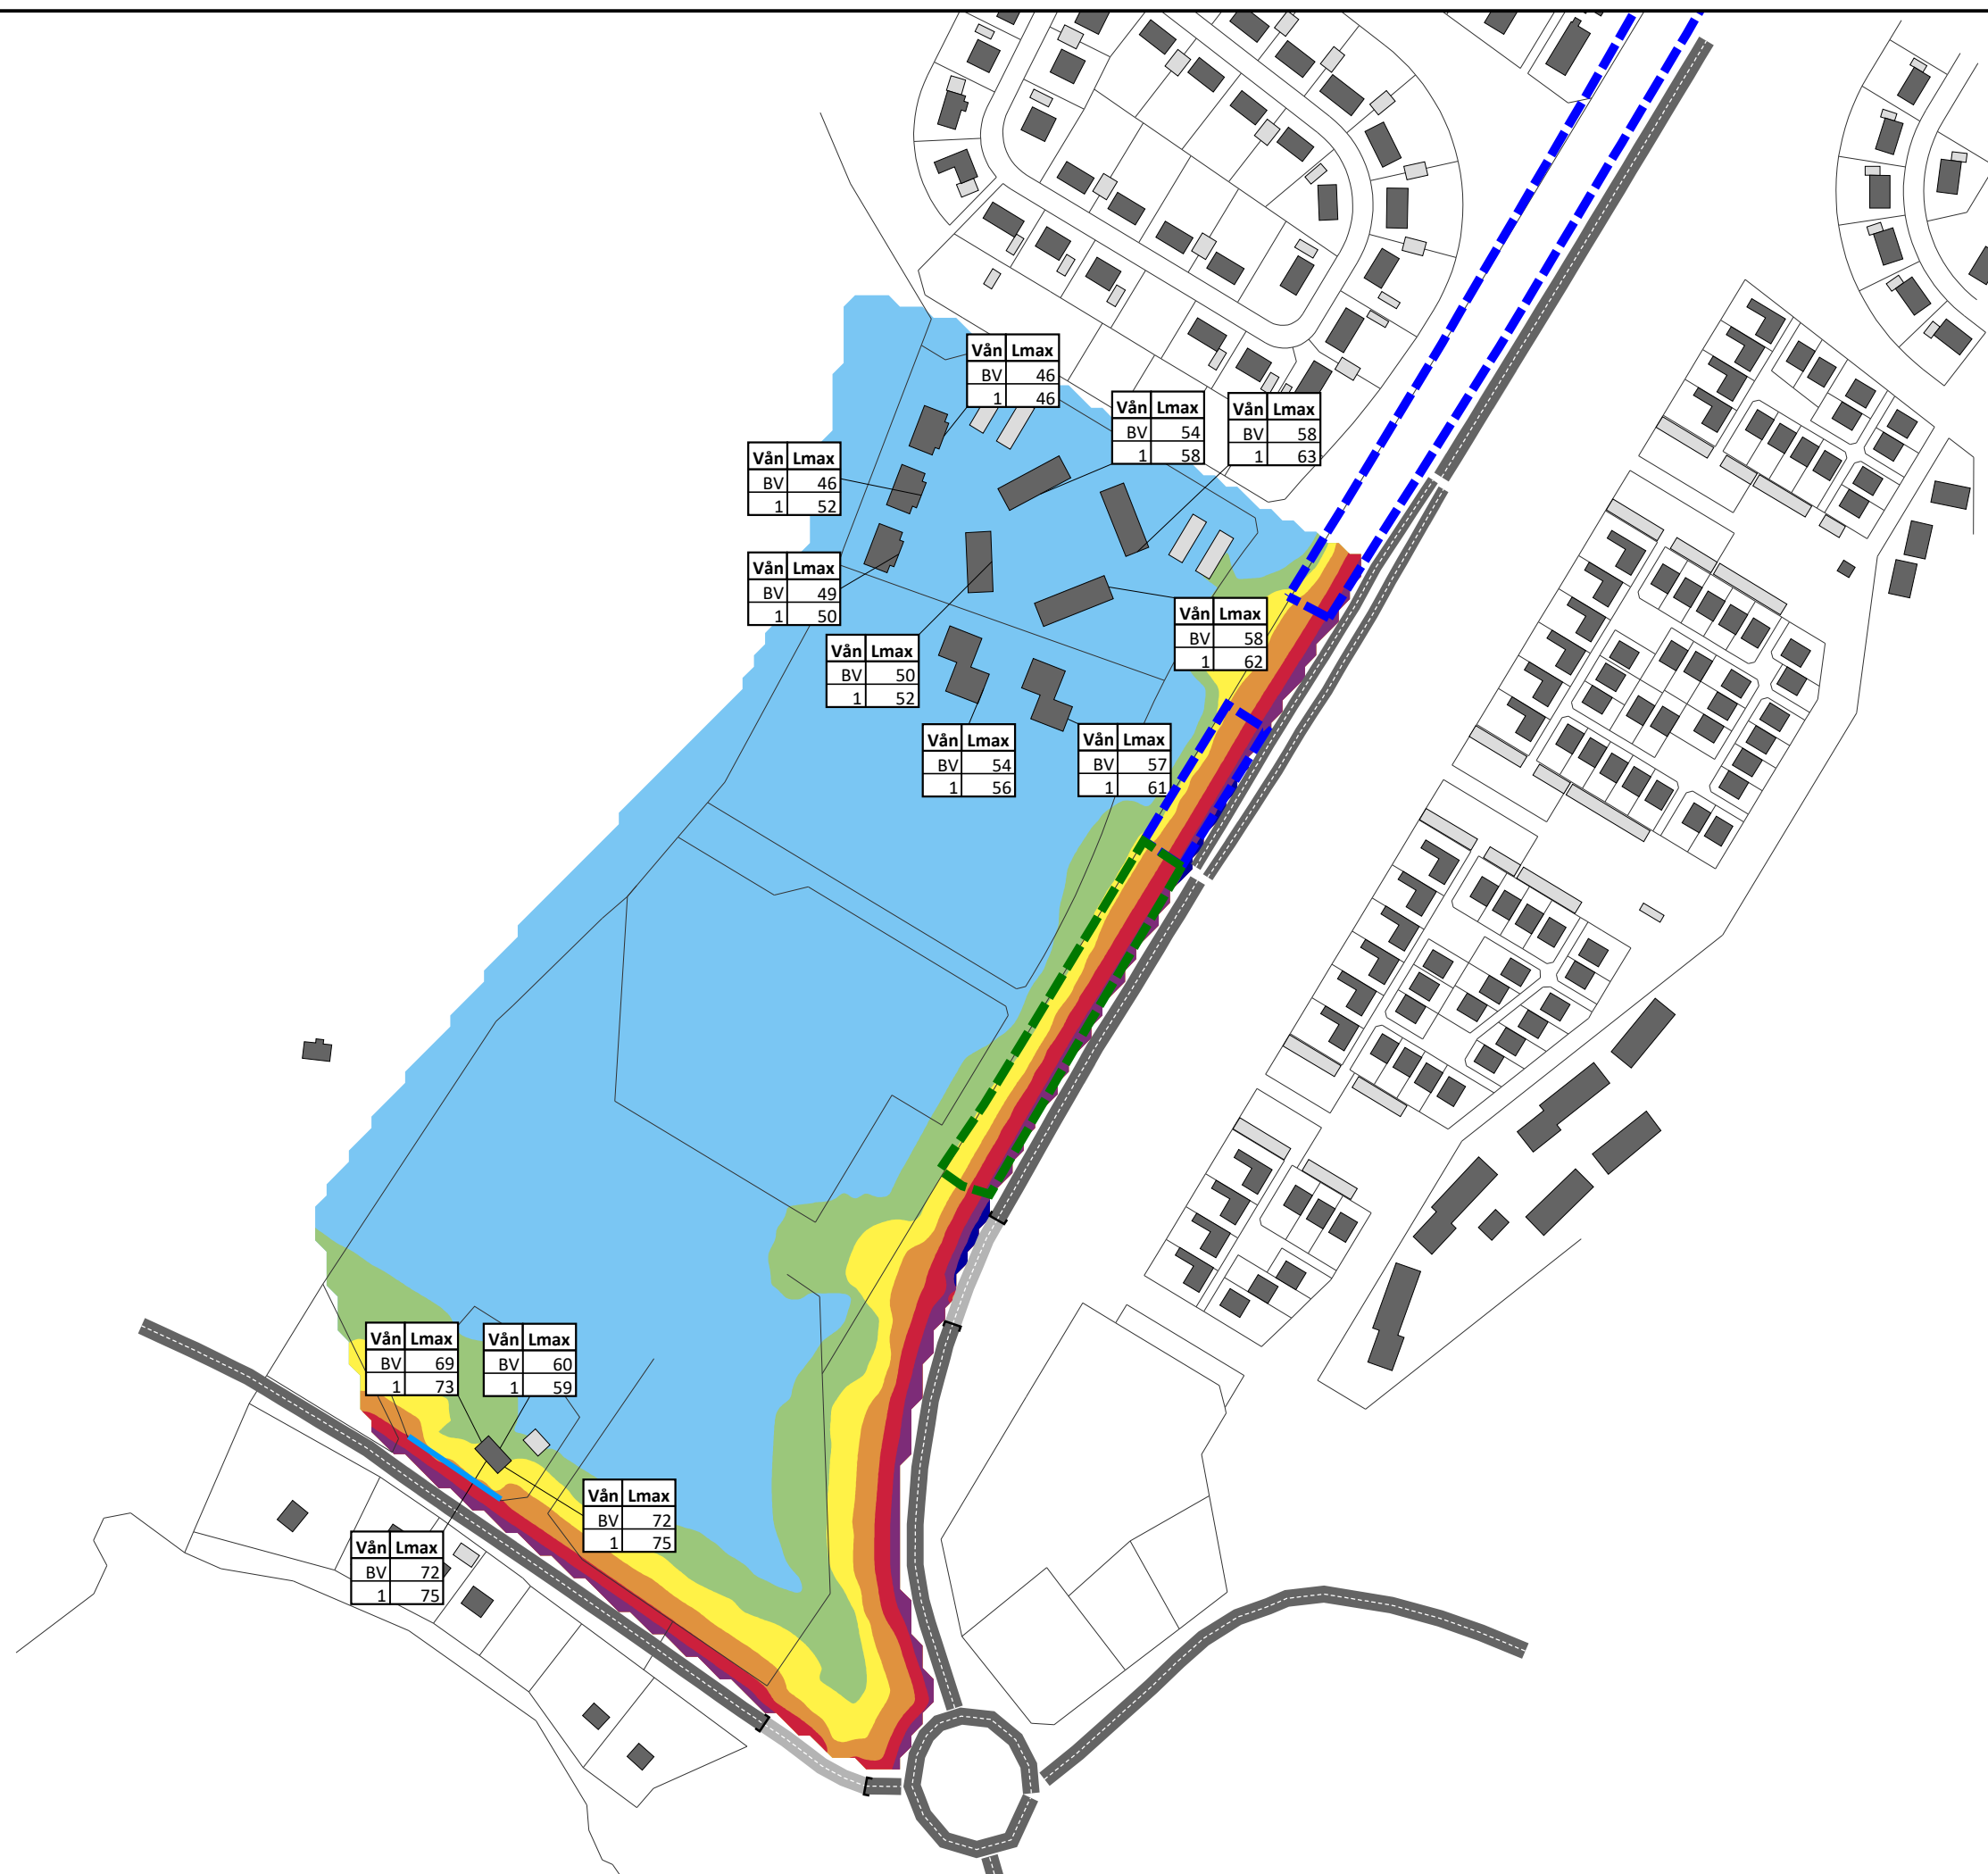 Vån Lmax
BV 46
1 46
Vån Lmax
BV 54
1 58
Vån Lmax
BV 58
1 63
Vån Lmax
BV 46
1 52
Vån Lmax
BV 49
1 50
Vån Lmax
BV 58
1 62
Vån Lmax
BV 50
1 52
Vån Lmax
BV 54
1 56
Vån Lmax
BV 57
1 61
Vån Lmax
BV 69
1 73
Vån Lmax
BV 60
1 59
Vån Lmax
BV 72
1 75
Vån Lmax
BV 72
1 75